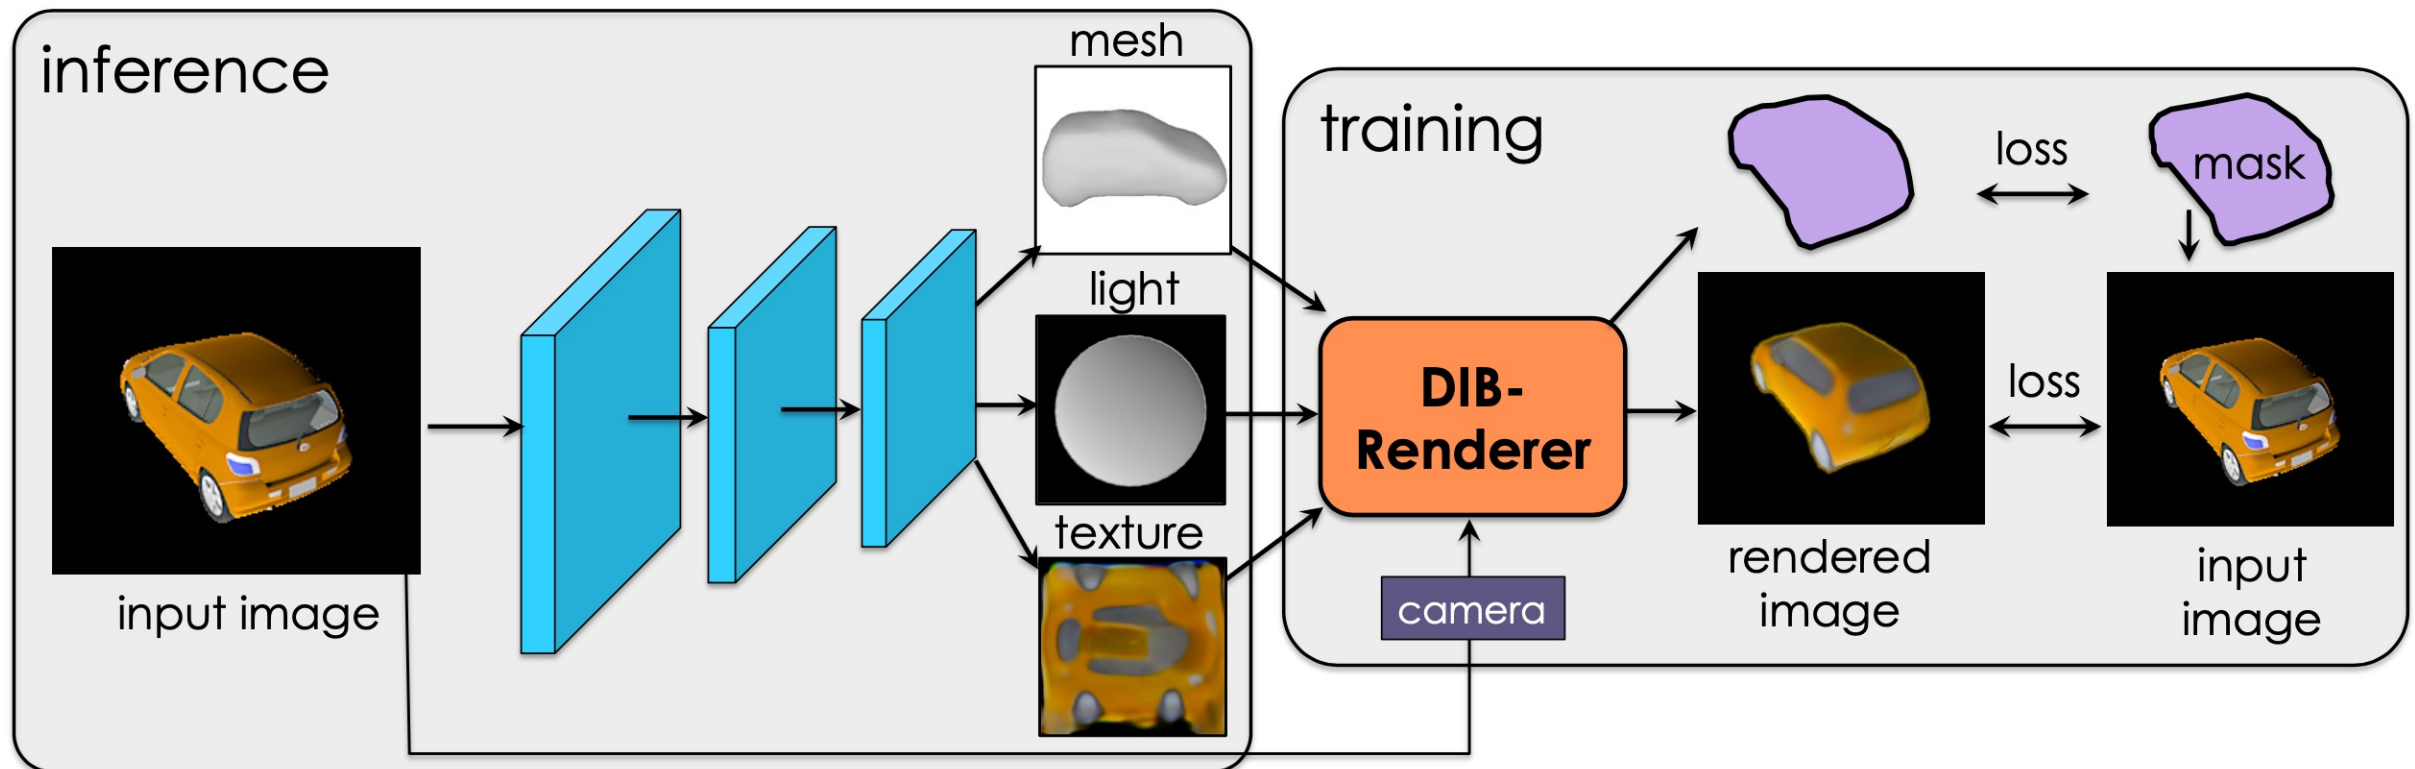 inference
input image
mesh
light
texture
training
DIB-
Renderer
camera
loss
mask
rendered
image
loss
input
image